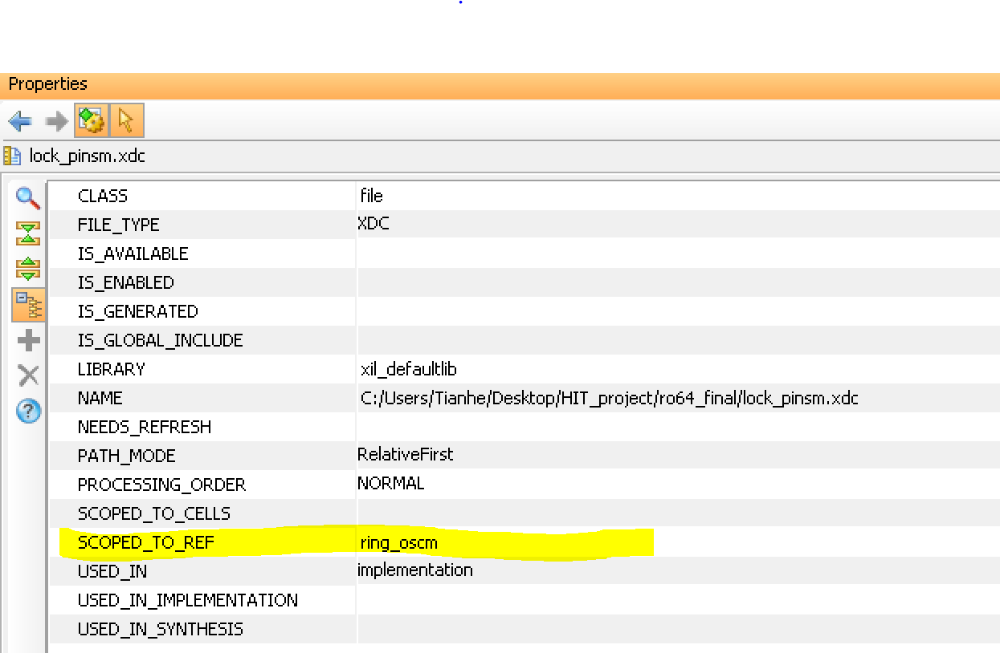 Properties
lock_pinsm.xdc
CLASS file
FILE_TYPE XDC
IS_AVAILABLE
IS_ENABLED
IS_GENERATED
IS_GLOBAL_INCLUDE
LIBRARY xil_defaultlib
NAME C:/Users/Tianhe/Desktop/HIT_project/ro64_final/lock_pinsm.xdc
NEEDS_REFRESH
PATH_MODE RelativeFirst
PROCESSING_ORDER NORMAL
SCOPED_TO_CELLS
SCOPED_TO_REF ring_oscm
USED_IN implementation
USED_IN_IMPLEMENTATION
USED_IN_SYNTHESIS